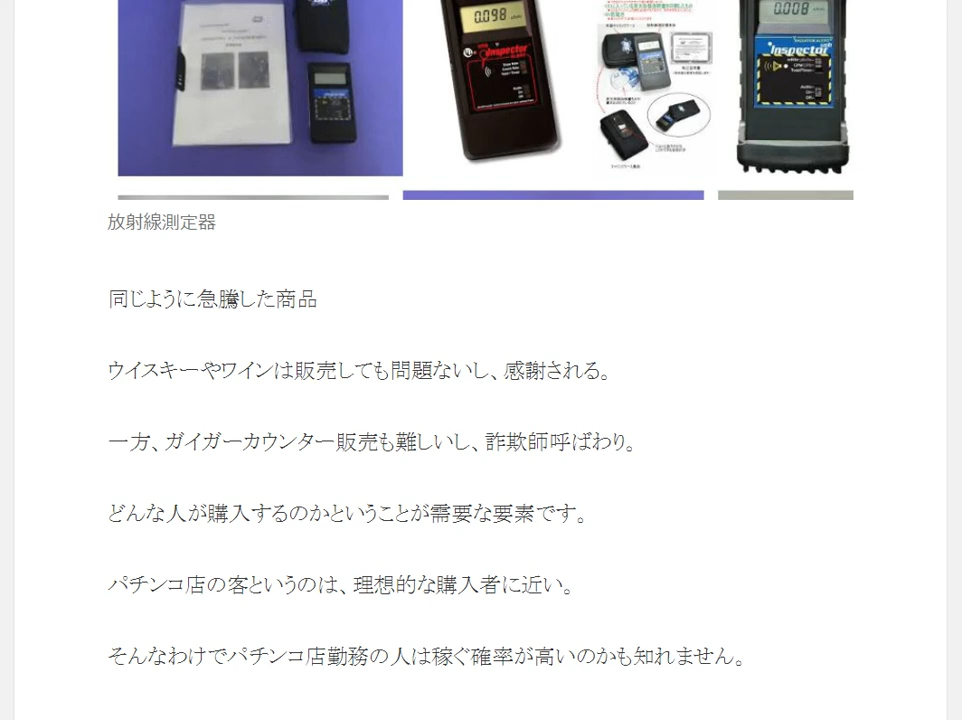 0.098
0.008
Inspector
Inspector
放射線測定器
同じように急騰した商品
ウイスキーやワインは販売しても問題ないし、感謝される。
一方、ガイガーカウンター販売も難しいし、詐欺師呼ばわり。
どんな人が購入するのかということが需要な要素です。
パチンコ店の客というのは、理想的な購入者に近い。
そんなわけでパチンコ店勤務の人は稼ぐ確率が高いのかも知れません。